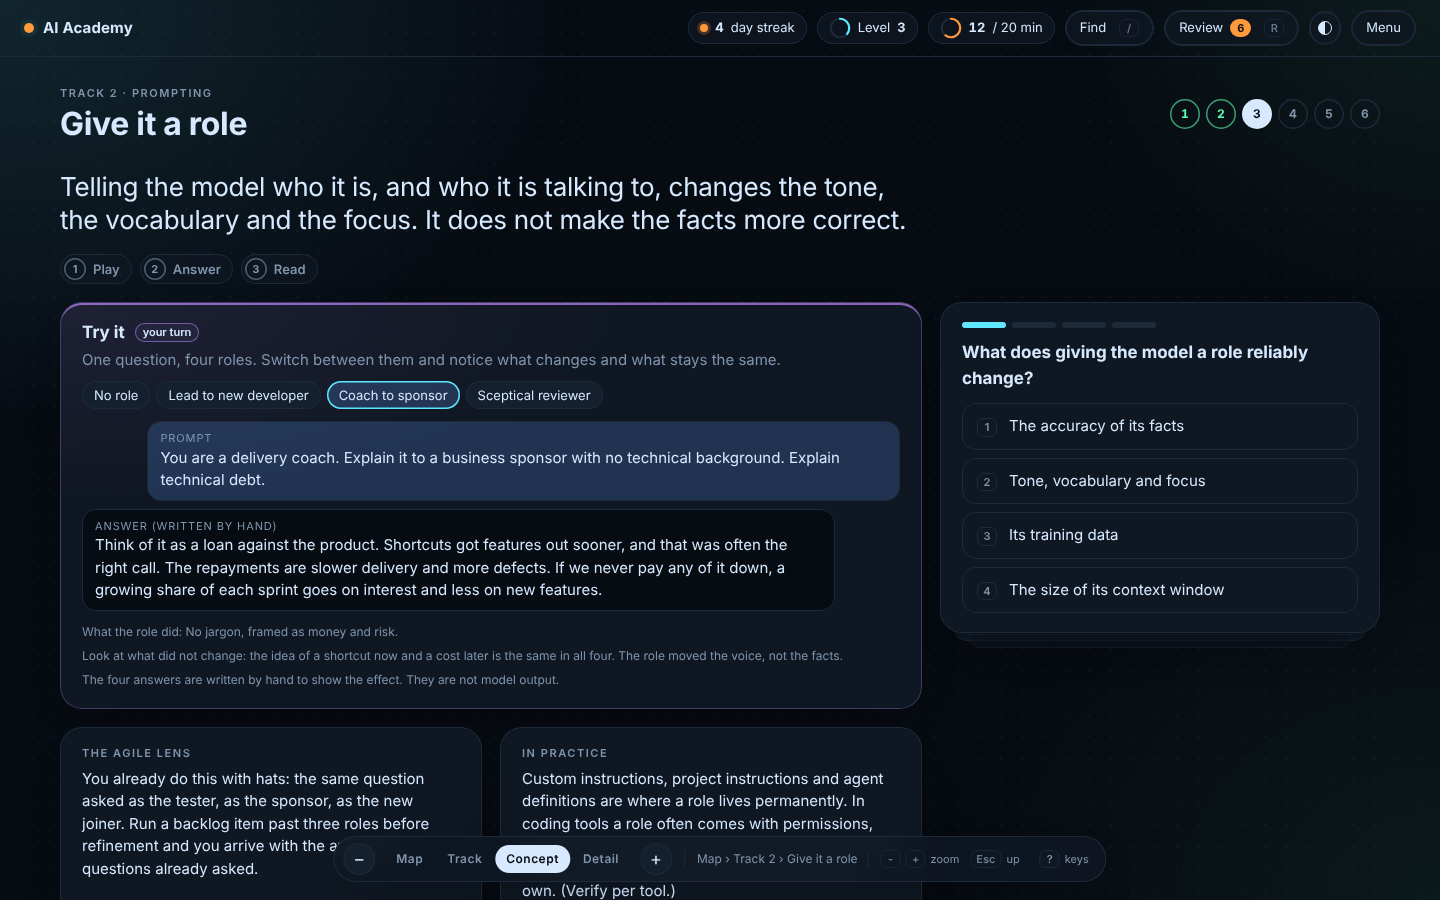 AI Academy
4 day streak
Level 3
12 / 20 min
Find /
Review 6 R
Menu
TRACK 2 · PROMPTING
Give it a role
1 2 3 4 5 6
Telling the model who it is, and who it is talking to, changes the tone,
the vocabulary and the focus. It does not make the facts more correct.
1 Play
2 Answer
3 Read
Try it your turn
One question, four roles. Switch between them and notice what changes and what stays the same.
No role
Lead to new developer
Coach to sponsor
Sceptical reviewer
PROMPT
You are a delivery coach. Explain it to a business sponsor with no technical background. Explain
technical debt.
ANSWER (WRITTEN BY HAND)
Think of it as a loan against the product. Shortcuts got features out sooner, and that was often the
right call. The repayments are slower delivery and more defects. If we never pay any of it down, a
growing share of each sprint goes on interest and less on new features.
What the role did: No jargon, framed as money and risk.
Look at what did not change: the idea of a shortcut now and a cost later is the same in all four. The role moved the voice, not the facts.
The four answers are written by hand to show the effect. They are not model output.
What does giving the model a role reliably
change?
1 The accuracy of its facts
2 Tone, vocabulary and focus
3 Its training data
4 The size of its context window
THE AGILE LENS
You already do this with hats: the same question
asked as the tester, as the sponsor, as the new
joiner. Run a backlog item past three roles before
refinement and you arrive with the
questions already asked.
IN PRACTICE
Custom instructions, project instructions and agent
definitions are where a role lives permanently. In
coding tools a role often comes with permissions,
own. (Verify per tool.)
− Map Track Concept Detail +
Map › Track 2 › Give it a role
- + zoom Esc up ? keys